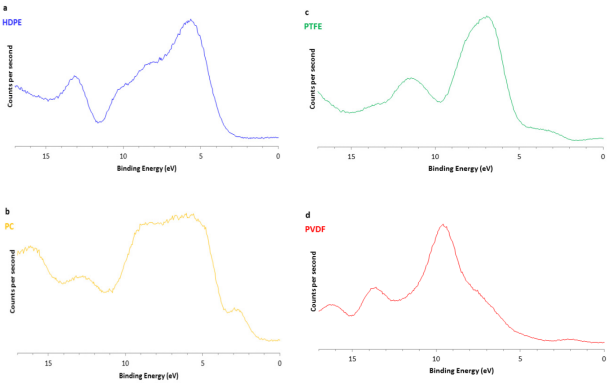 a
HDPE
Counts per second
15 10 5 0
Binding Energy (eV)
c
PTFE
Counts per second
15 10 5 0
Binding Energy (eV)
b
PC
Counts per second
15 10 5 0
Binding Energy (eV)
d
PVDF
Counts per second
15 10 5 0
Binding Energy (eV)